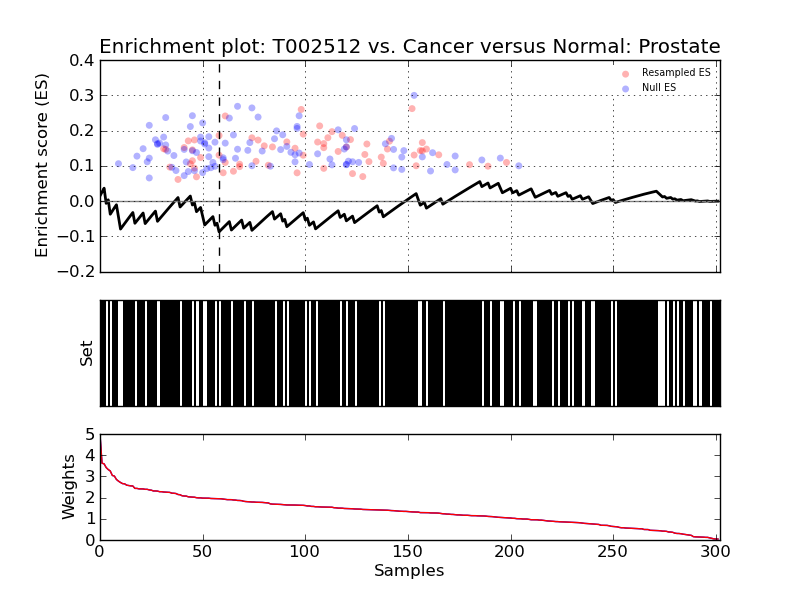 Enrichment plot: T002512 vs. Cancer versus Normal: Prostate
Enrichment score (ES)
0.4
0.3
0.2
0.1
0.0
−0.1
−0.2
Resampled ES
Null ES
Set
Weights
5
4
3
2
1
0
0 50 100 150 200 250 300
Samples